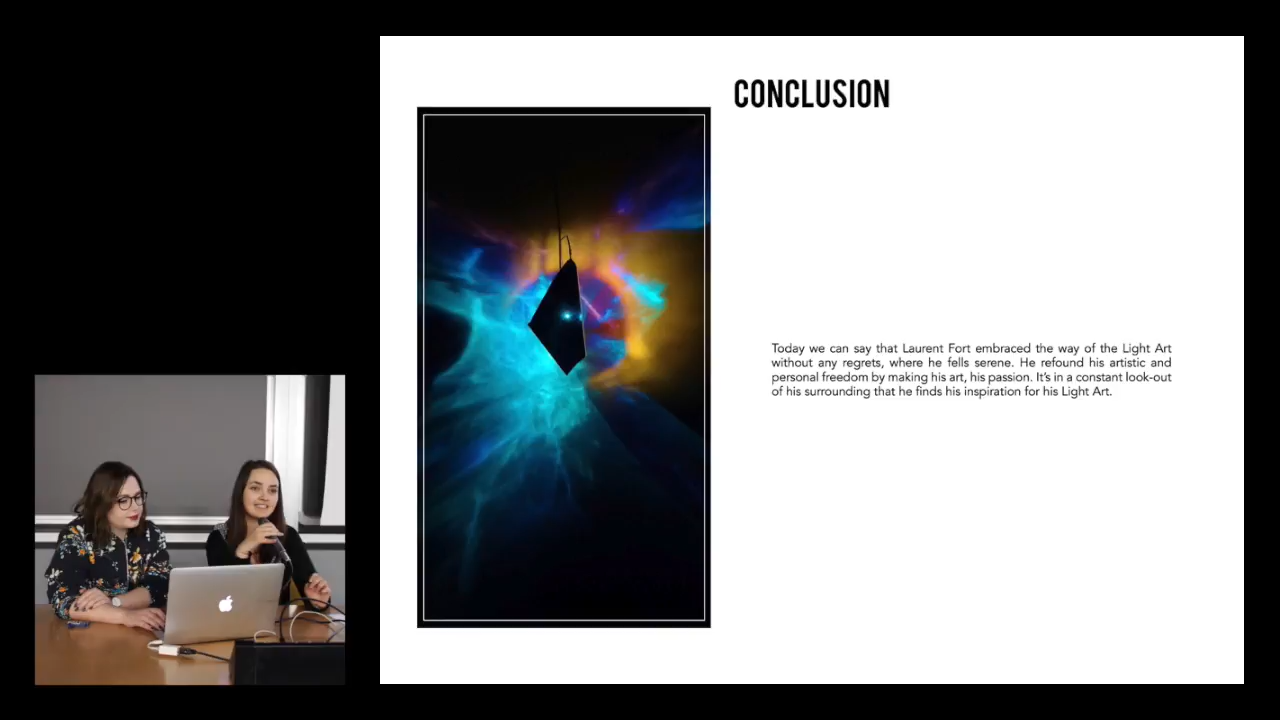 CONCLUSION
Today we can say that Laurent Fort embraced the way of the Light Art
without any regrets, where he fells serene. He refound his artistic and
personal freedom by making his art, his passion. It's in a constant look-out
of his surrounding that he finds his inspiration for his Light Art.